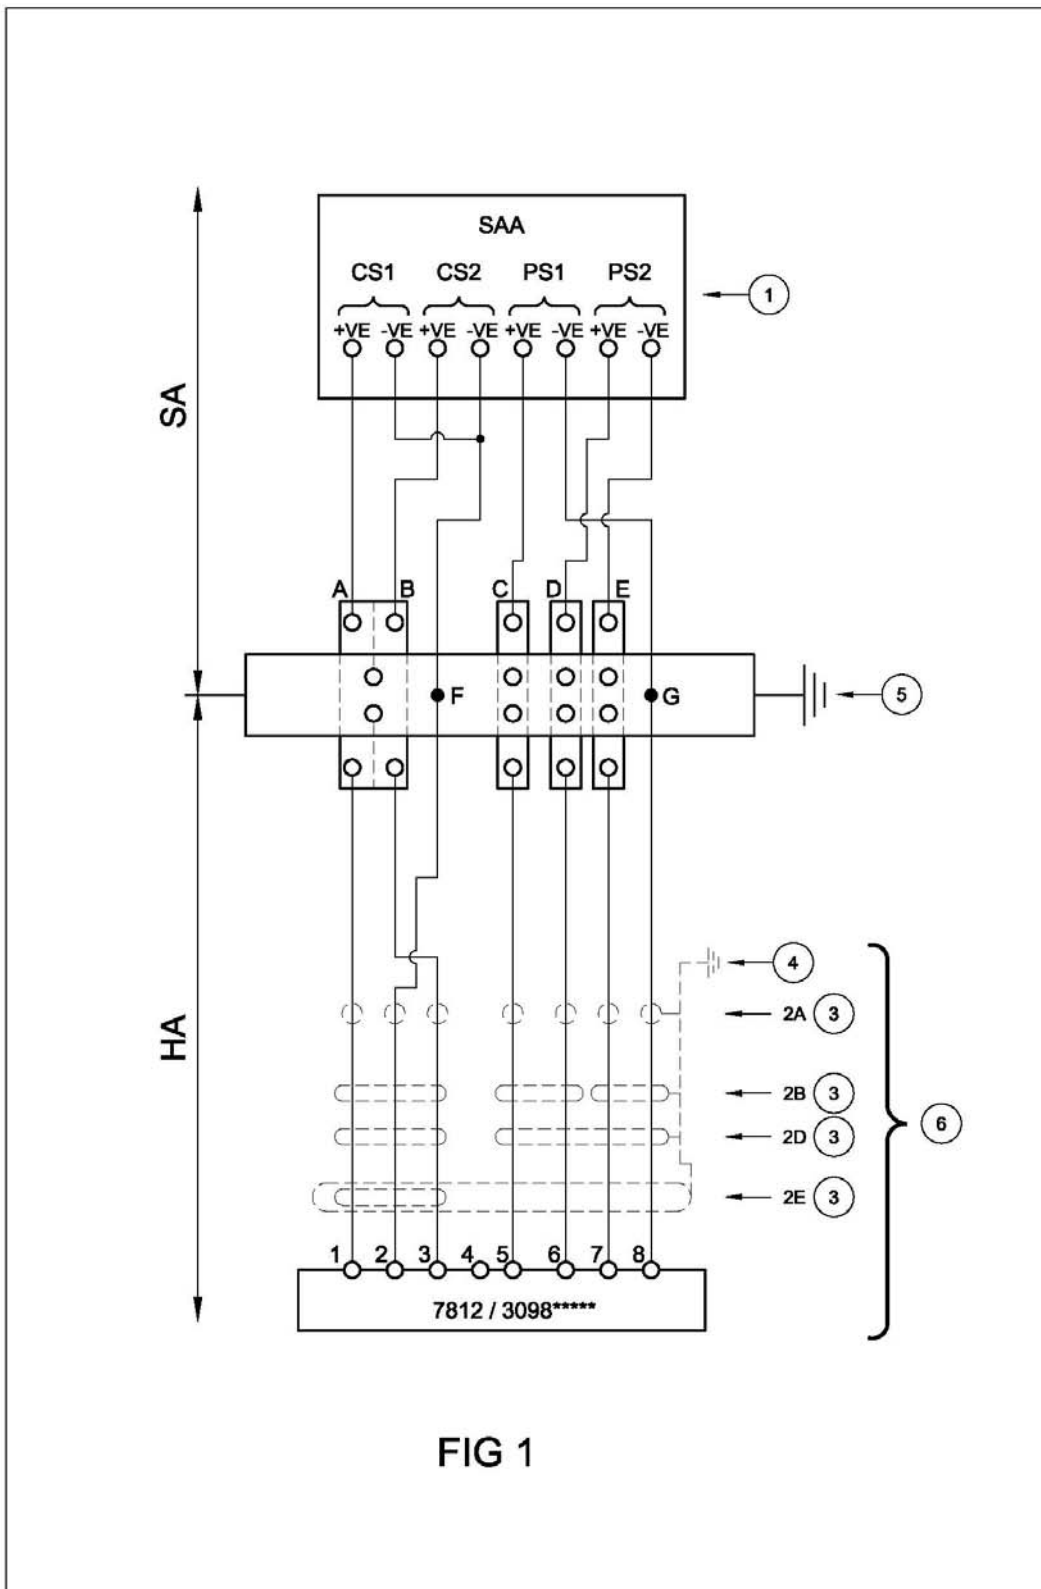 SAA
CS1 CS2 PS1 PS2
+VE -VE +VE -VE +VE -VE +VE -VE
1
SA
A B C D E
F G
5
HA
4
2A 3
2B 3
2D 3
2E 3
6
1 2 3 4 5 6 7 8
7812 / 3098*****
FIG 1